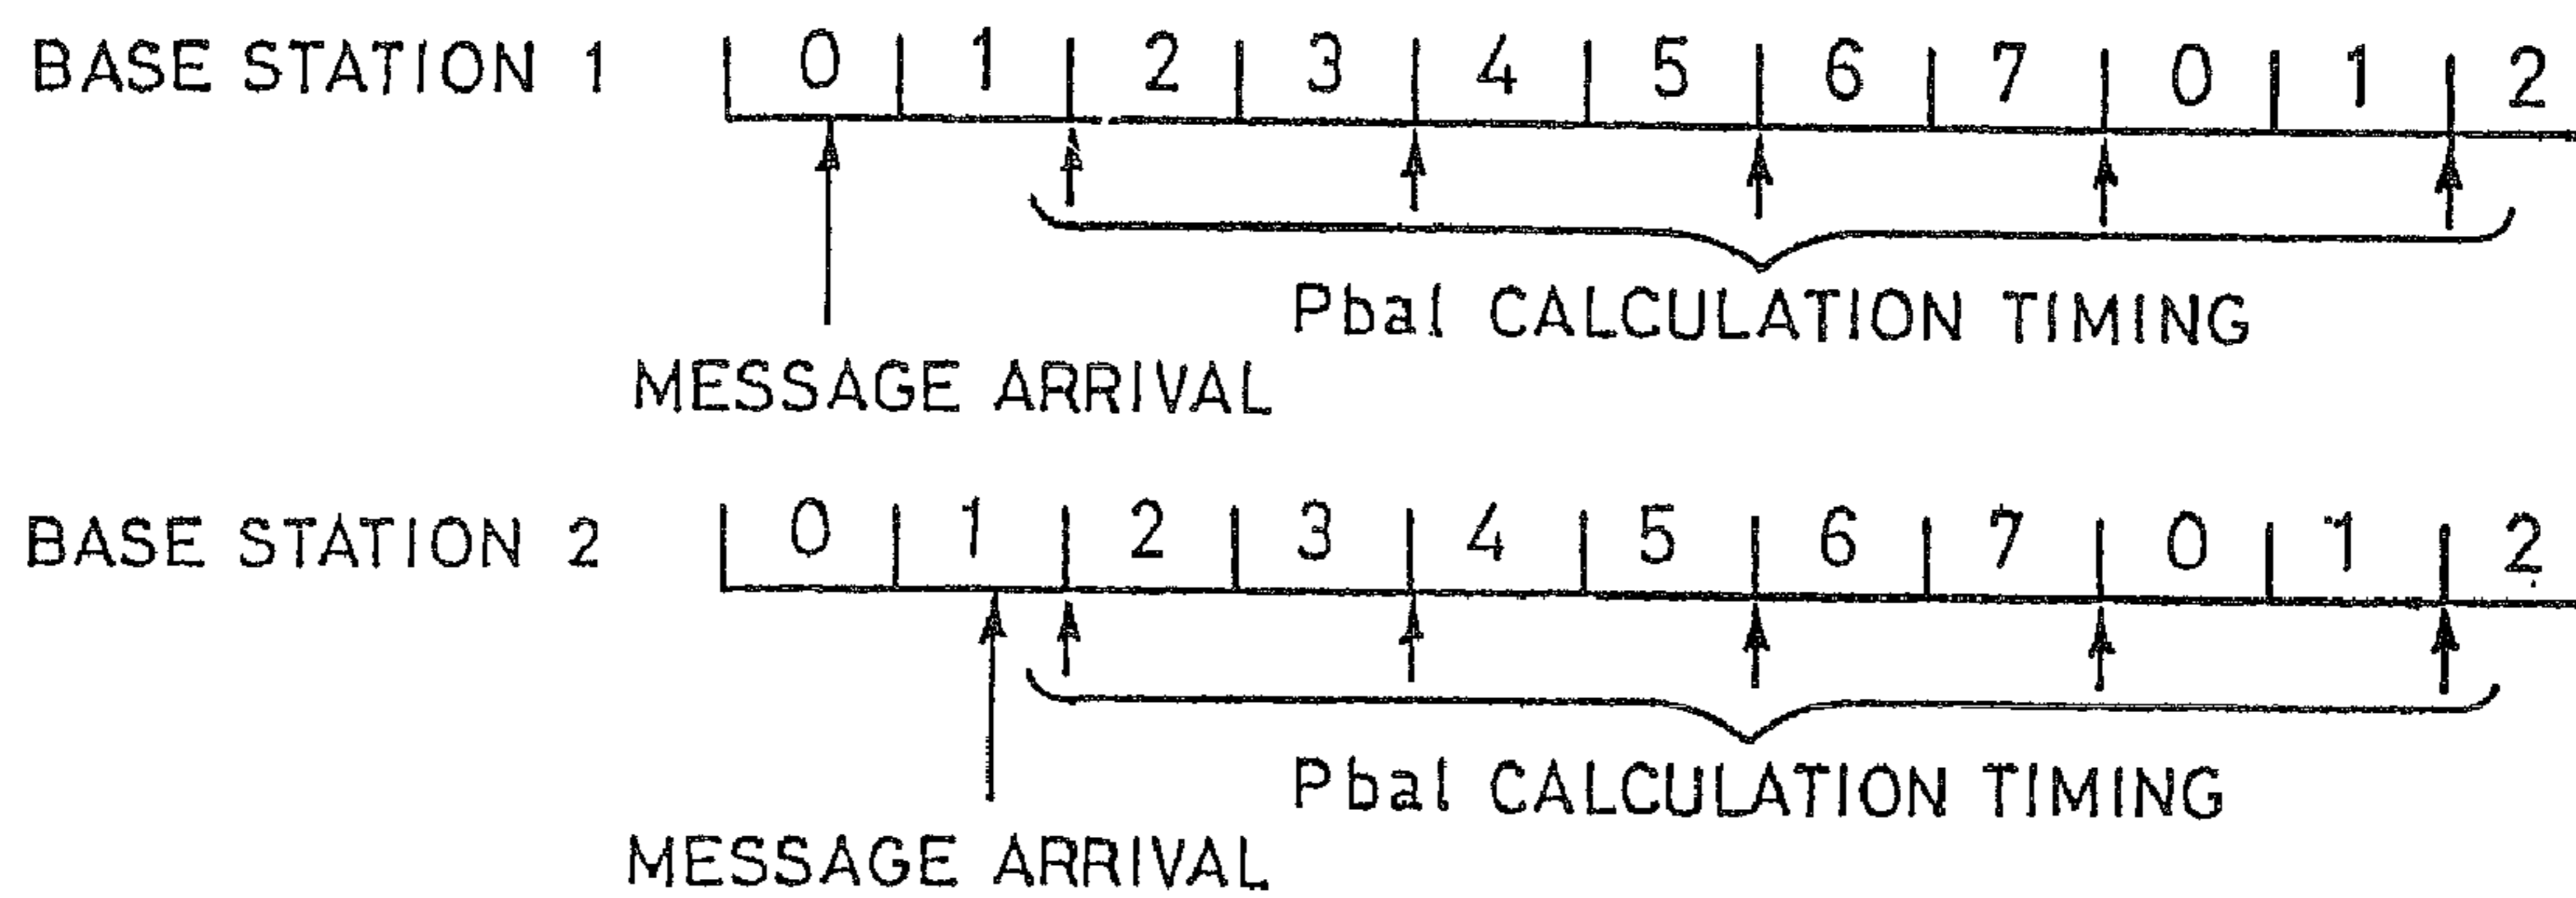 BASE STATION 1 0 1 2 3 4 5 6 7 0 1 2
Pbal CALCULATION TIMING
MESSAGE ARRIVAL
BASE STATION 2 0 1 2 3 4 5 6 7 0 1 2
Pbal CALCULATION TIMING
MESSAGE ARRIVAL